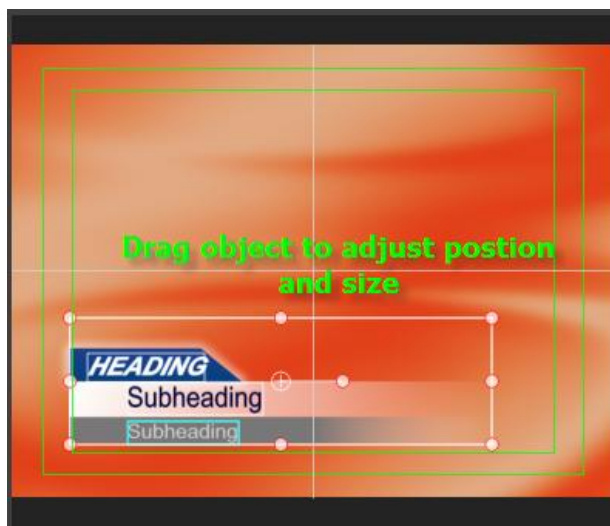 Drag object to adjust postion
and size
HEADING
Subheading
Subheading